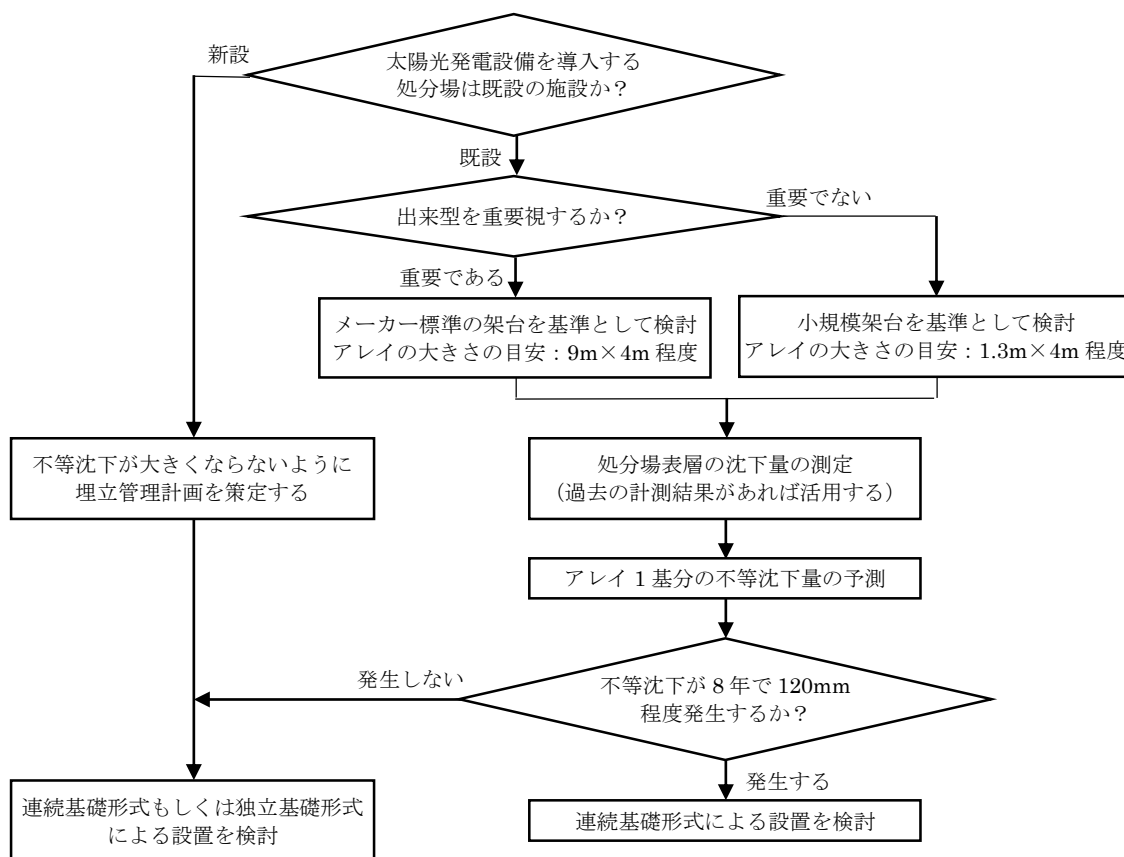 新設
太陽光発電設備を導入する
処分場は既設の施設か？
既設
出来型を重要視するか？
重要でない
重要である
メーカー標準の架台を基準として検討
アレイの大きさの目安：9m×4m 程度
小規模架台を基準として検討
アレイの大きさの目安：1.3m×4m 程度
不等沈下が大きくならないように
埋立管理計画を策定する
処分場表層の沈下量の測定
（過去の計測結果があれば活用する）
アレイ 1 基分の不等沈下量の予測
発生しない
不等沈下が 8 年で 120mm
程度発生するか？
発生する
連続基礎形式もしくは独立基礎形式
による設置を検討
連続基礎形式による設置を検討